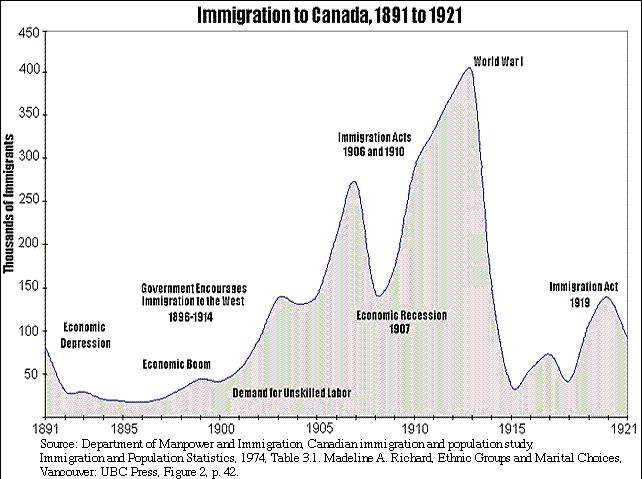 Immigration to Canada, 1891 to 1921
450
400
350
300
250
200
150
100
50
Thousands of Immigrants
World War I
Immigration Acts
1906 and 1910
Government Encourages
Immigration to the West
1896-1914
Immigration Act
1919
Economic
Depression
Economic Recession
1907
Economic Boom
Demand for Unskilled Labor
1891 1895 1900 1905 1910 1915 1921
Source: Department of Manpower and Immigration, Canadian immigration and population study,
Immigration and Population Statistics, 1974, Table 3.1. Madeline A. Richard, Ethnic Groups and Marital Choices,
Vancouver: UBC Press, Figure 2, p. 42.